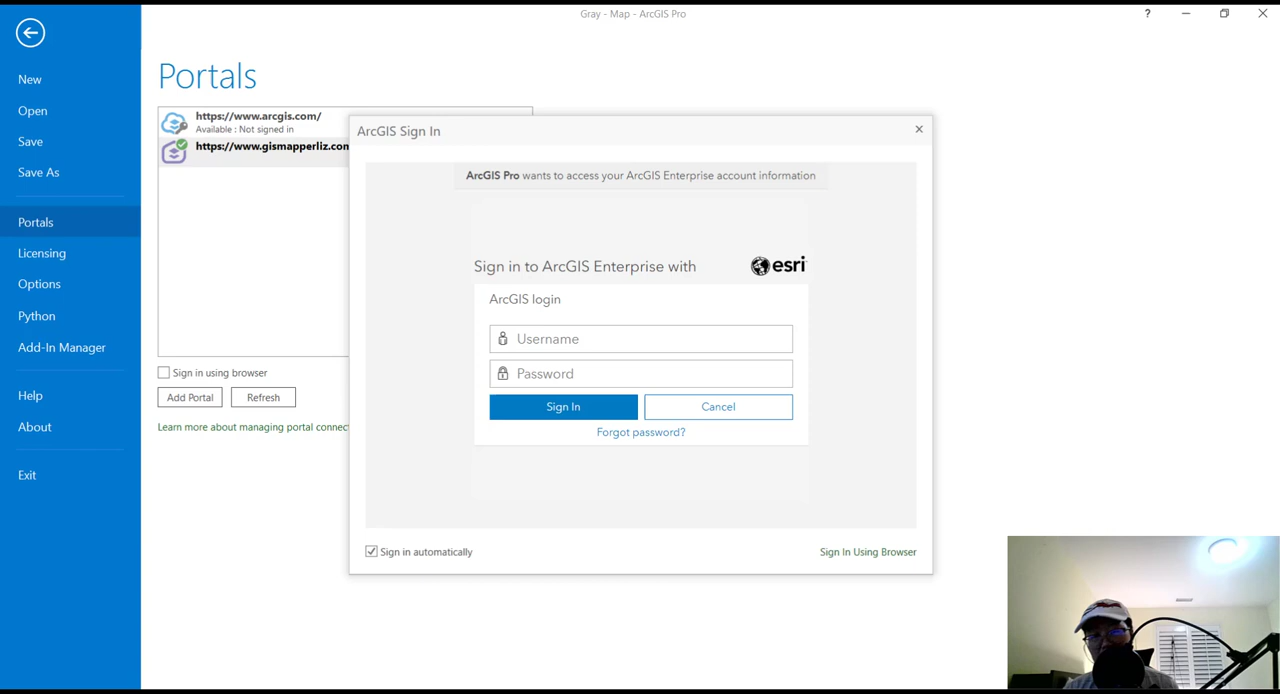 Gray - Map - ArcGIS Pro
?
New
Open
Save
Save As
Portals
Licensing
Options
Python
Add-In Manager
Help
About
Exit
Portals
https://www.arcgis.com/
Available : Not signed in
https://www.gismapperliz.com
Sign in using browser
Add Portal
Refresh
Learn more about managing portal connect
ArcGIS Sign In
ArcGIS Pro wants to access your ArcGIS Enterprise account information
Sign in to ArcGIS Enterprise with
esri
ArcGIS login
Username
Password
Sign In
Cancel
Forgot password?
Sign in automatically
Sign In Using Browser